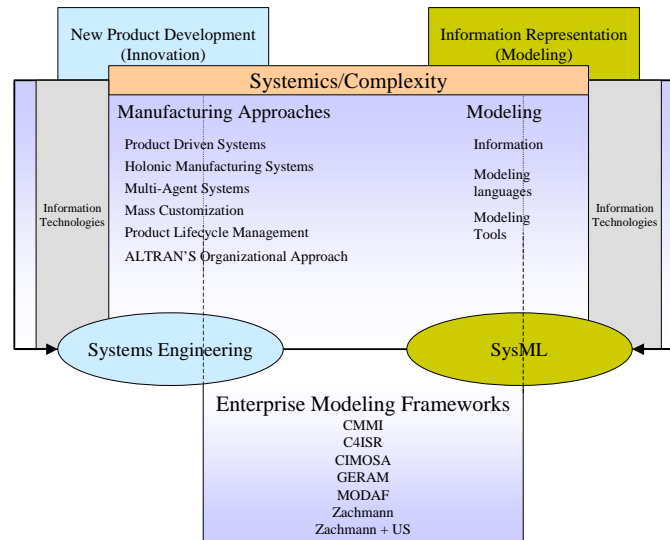 New Product Development
(Innovation)
Information Representation
(Modeling)
Systemics/Complexity
Manufacturing Approaches
Product Driven Systems
Holonic Manufacturing Systems
Multi-Agent Systems
Mass Customization
Product Lifecycle Management
ALTRAN'S Organizational Approach
Modeling
Information
Modeling
languages
Modeling
Tools
Information
Technologies
Information
Technologies
Systems Engineering
SysML
Enterprise Modeling Frameworks
CMMI
C4ISR
CIMOSA
GERAM
MODAF
Zachmann
Zachmann + US